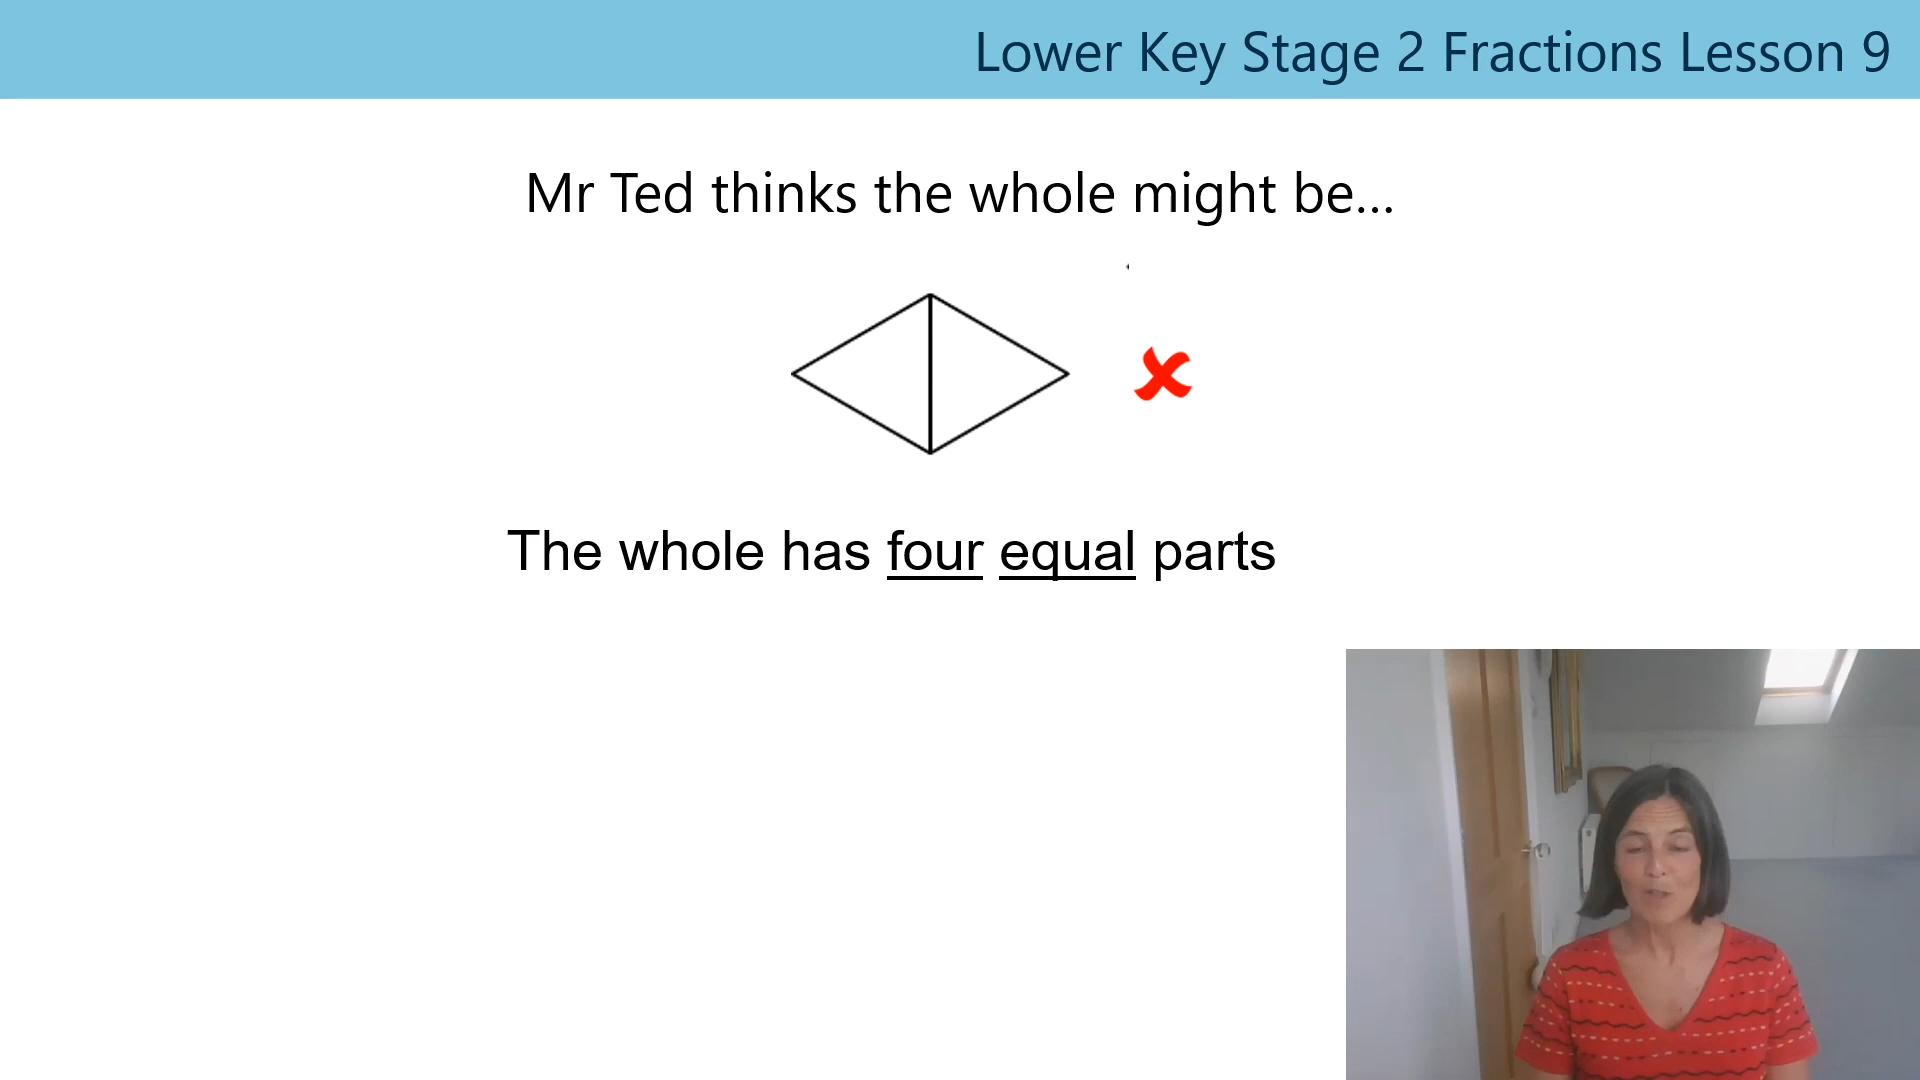 Lower Key Stage 2 Fractions Lesson 9
Mr Ted thinks the whole might be...
The whole has four equal parts